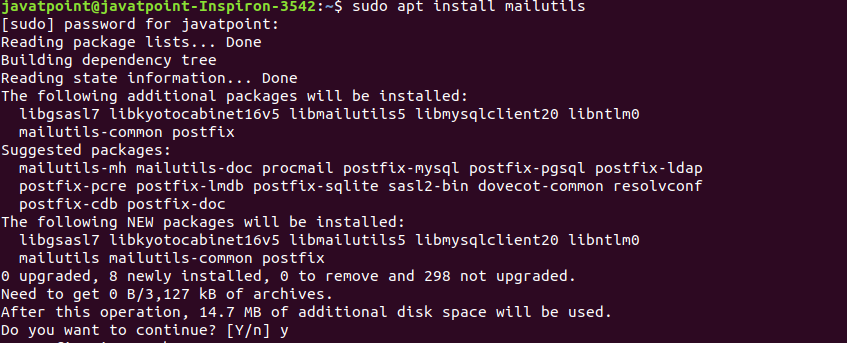 javatpoint@javatpoint-Inspiron-3542:~$ sudo apt install mailutils
[sudo] password for javatpoint:
Reading package lists... Done
Building dependency tree
Reading state information... Done
The following additional packages will be installed:
  libgsasl7 libkyotocabinet16v5 libmailutils5 libmysqlclient20 libntlm0
  mailutils-common postfix
Suggested packages:
  mailutils-mh mailutils-doc procmail postfix-mysql postfix-pgsql postfix-ldap
  postfix-pcre postfix-lmdb postfix-sqlite sasl2-bin dovecot-common resolvconf
  postfix-cdb postfix-doc
The following NEW packages will be installed:
  libgsasl7 libkyotocabinet16v5 libmailutils5 libmysqlclient20 libntlm0
  mailutils mailutils-common postfix
0 upgraded, 8 newly installed, 0 to remove and 298 not upgraded.
Need to get 0 B/3,127 kB of archives.
After this operation, 14.7 MB of additional disk space will be used.
Do you want to continue? [Y/n] y